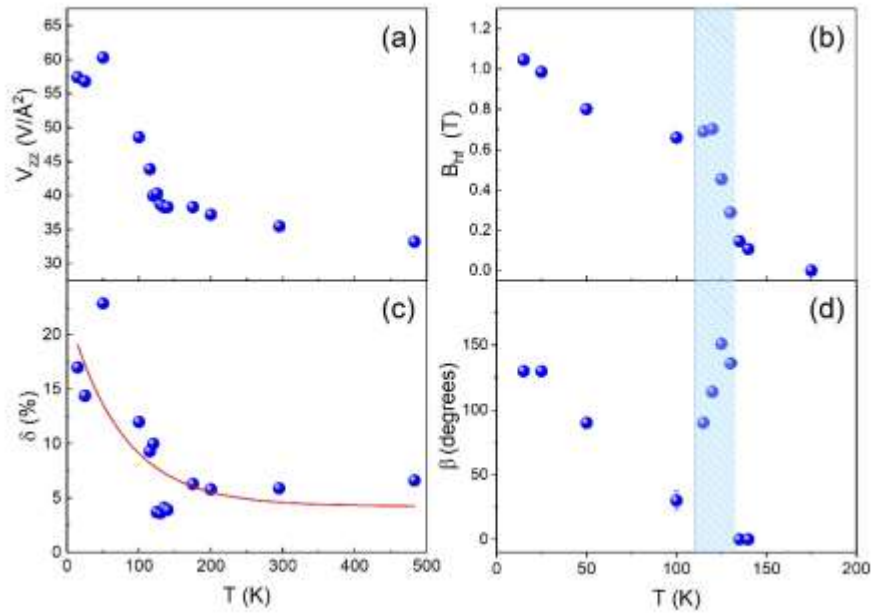 (a)
V_zz (V/Å²)
65
60
55
50
45
40
35
30
(b)
B_hf (T)
1.2
1.0
0.8
0.6
0.4
0.2
0.0
(c)
δ (%)
20
15
10
5
0
0 100 200 300 400 500
T (K)
(d)
β (degrees)
150
100
50
0
0 50 100 150 200
T (K)